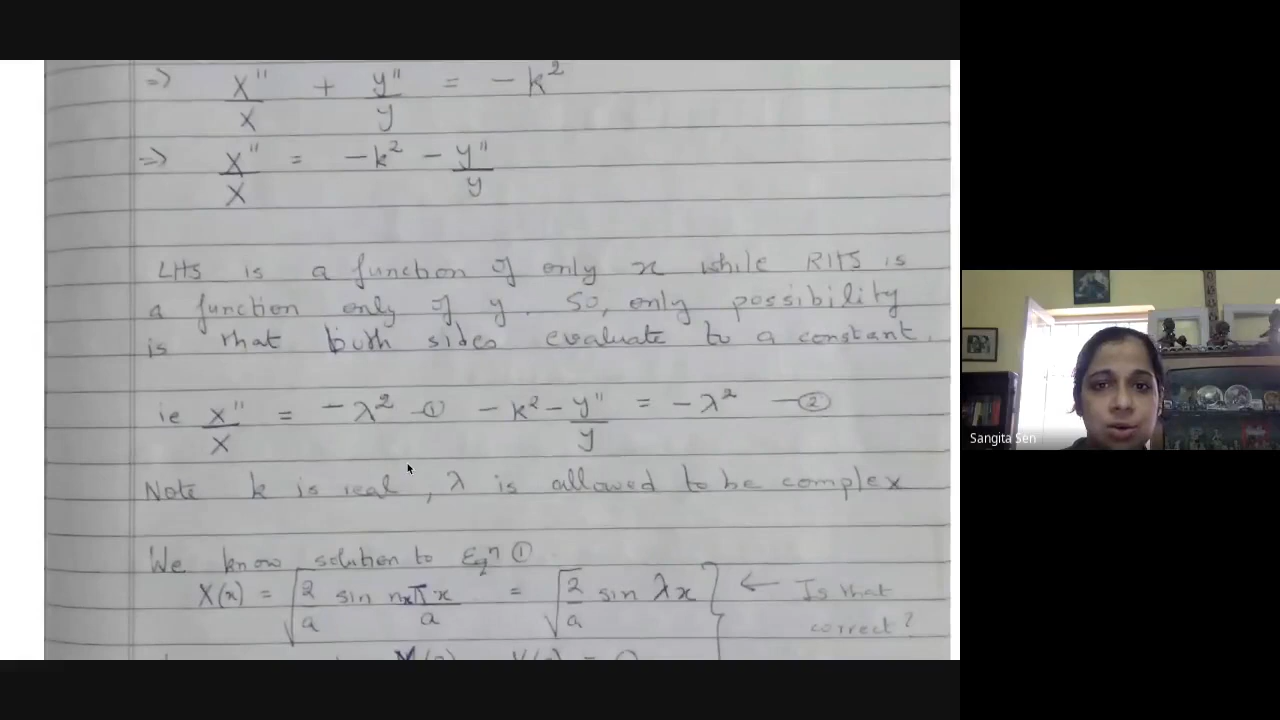 => X''/X + y''/y = -k²
=> X''/X = -k² - y''/y
LHS is a function of only x while RHS is
a function only of y. So, only possibility
is that both sides evaluate to a constant.
ie X''/X = -λ² -① -k² - y''/y = -λ² -②
Note k is real, λ is allowed to be complex
We know solution to Eqⁿ ①
X(x) = √(2/a) sin nₓπx/a = √(2/a) sin λx } ← Is that
correct?
Sangita Sen